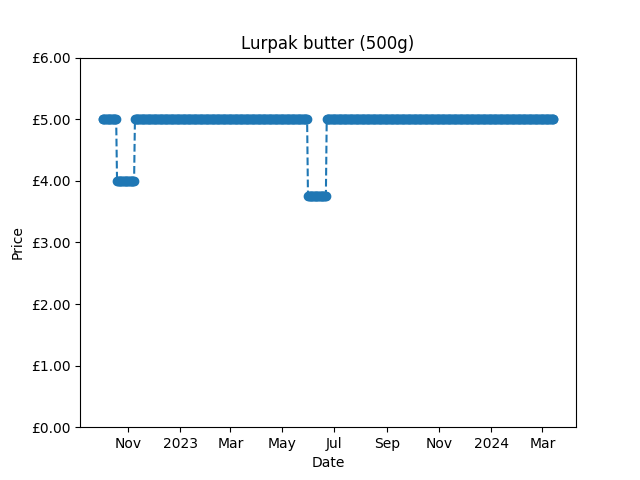 Lurpak butter (500g)
£6.00
£5.00
£4.00
£3.00
£2.00
£1.00
£0.00
Price
Nov 2023 Mar May Jul Sep Nov 2024 Mar
Date